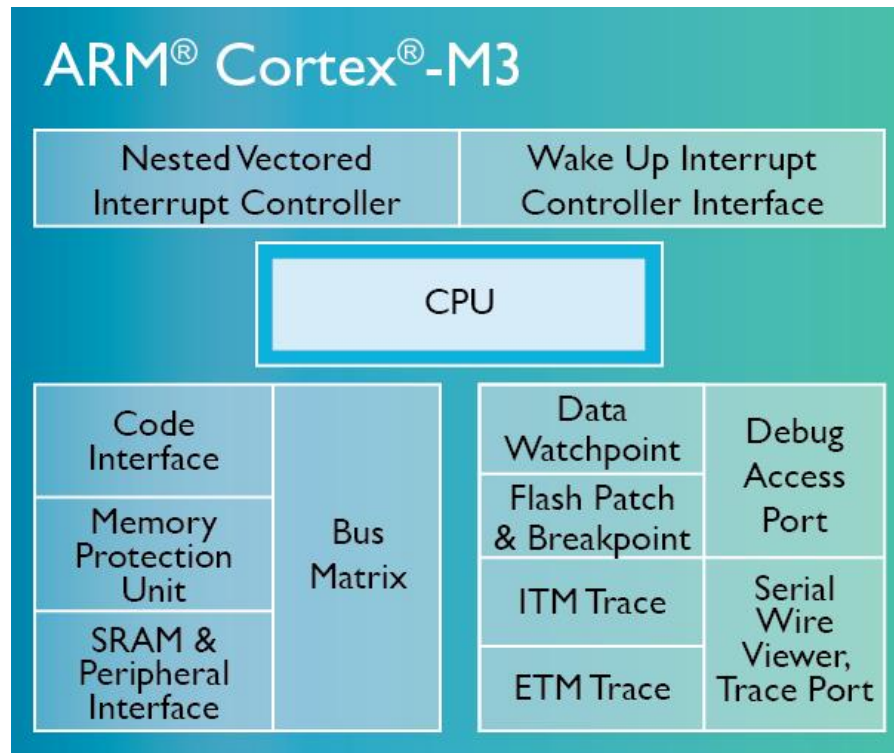 ARM® Cortex®-M3
Nested Vectored
Interrupt Controller
Wake Up Interrupt
Controller Interface
CPU
Code
Interface
Memory
Protection
Unit
SRAM &
Peripheral
Interface
Bus
Matrix
Data
Watchpoint
Flash Patch
& Breakpoint
ITM Trace
ETM Trace
Debug
Access
Port
Serial
Wire
Viewer,
Trace Port